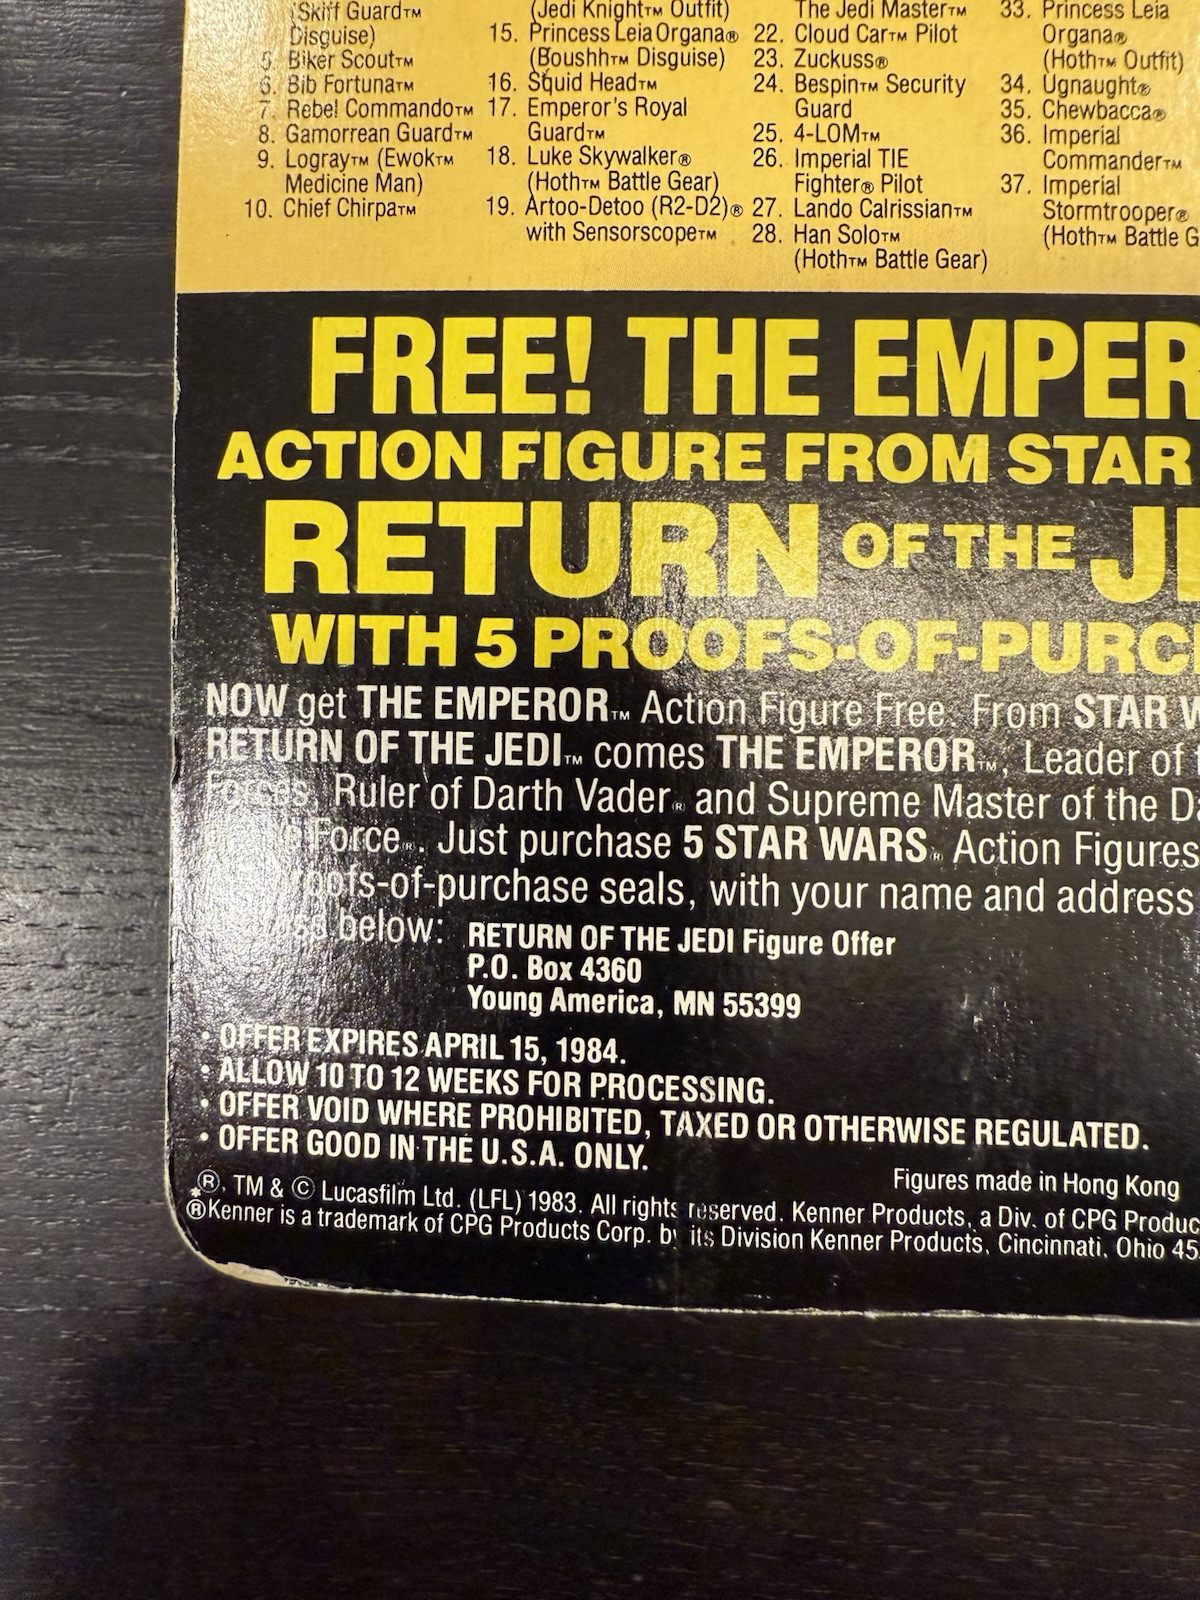 (Skiff Guard™
Disguise)
5. Biker Scout™
6. Bib Fortuna™
7. Rebel Commando™
8. Gamorrean Guard™
9. Logray™ (Ewok™
Medicine Man)
10. Chief Chirpa™
(Jedi Knight™ Outfit)
15. Princess Leia Organa®
(Boushh™ Disguise)
16. Squid Head™
17. Emperor's Royal
Guard™
18. Luke Skywalker®
(Hoth™ Battle Gear)
19. Artoo-Detoo (R2-D2)®
with Sensorscope™
The Jedi Master™
22. Cloud Car™ Pilot
23. Zuckuss®
24. Bespin™ Security
Guard
25. 4-LOM™
26. Imperial TIE
Fighter® Pilot
27. Lando Calrissian™
28. Han Solo™
(Hoth™ Battle Gear)
33. Princess Leia
Organa®
(Hoth™ Outfit)
34. Ugnaught®
35. Chewbacca®
36. Imperial
Commander™
37. Imperial
Stormtrooper®
(Hoth™ Battle G
FREE! THE EMPER
ACTION FIGURE FROM STAR
RETURN OF THE JE
WITH 5 PROOFS-OF-PURC
NOW get THE EMPEROR™ Action Figure Free. From STAR W
RETURN OF THE JEDI™ comes THE EMPEROR™, Leader of
Forces, Ruler of Darth Vader® and Supreme Master of the Da
Force®. Just purchase 5 STAR WARS® Action Figures
oofs-of-purchase seals, with your name and address
below:
RETURN OF THE JEDI Figure Offer
P.O. Box 4360
Young America, MN 55399
• OFFER EXPIRES APRIL 15, 1984.
• ALLOW 10 TO 12 WEEKS FOR PROCESSING.
• OFFER VOID WHERE PROHIBITED, TAXED OR OTHERWISE REGULATED.
• OFFER GOOD IN THE U.S.A. ONLY.
Figures made in Hong Kong
*®, TM & © Lucasfilm Ltd. (LFL) 1983. All rights reserved. Kenner Products, a Div. of CPG Produc
®Kenner is a trademark of CPG Products Corp. by its Division Kenner Products, Cincinnati, Ohio 45